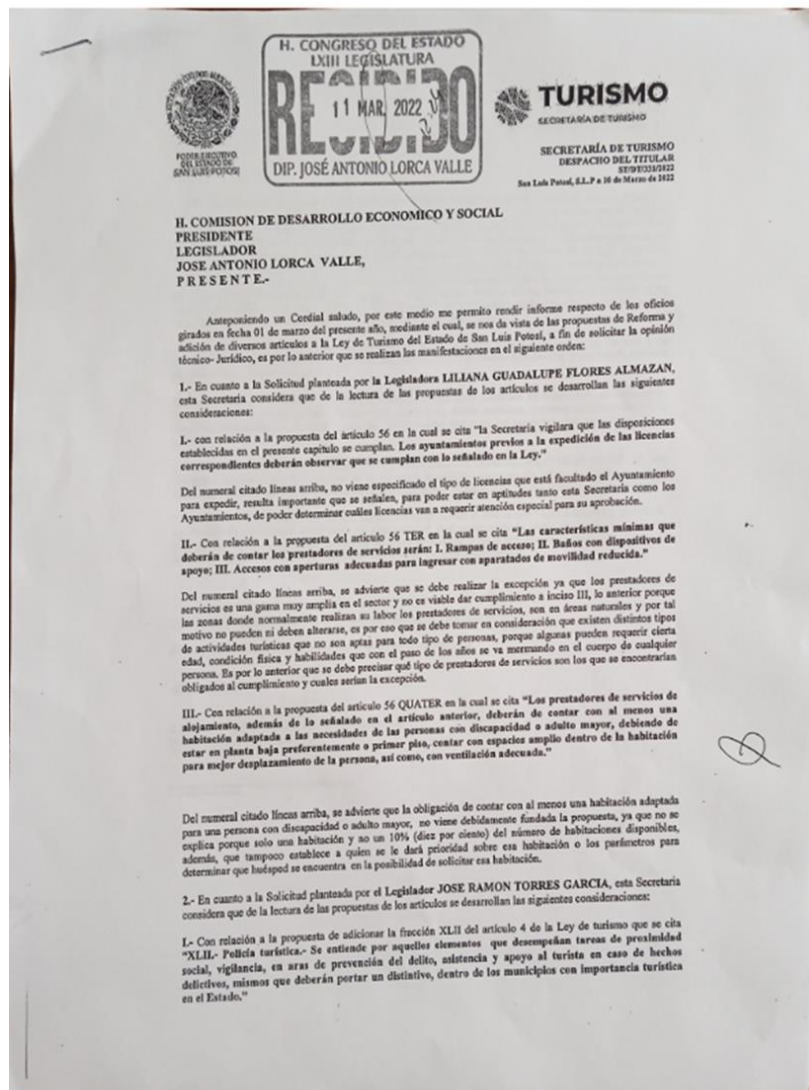 H. CONGRESO DEL ESTADO
LXIII LEGISLATURA
RECIBIDO
11 MAR. 2022
DIP. JOSÉ ANTONIO LORCA VALLE
PODER EJECUTIVO
DEL ESTADO DE
SAN LUIS POTOSÍ
TURISMO
SECRETARÍA DE TURISMO
SECRETARÍA DE TURISMO
DESPACHO DEL TITULAR
ST/DT/331/2022
San Luis Potosí, S.L.P a 10 de Marzo de 2022
H. COMISION DE DESARROLLO ECONOMICO Y SOCIAL
PRESIDENTE
LEGISLADOR
JOSE ANTONIO LORCA VALLE,
P R E S E N T E.-
Anteponiendo un Cordial saludo, por este medio me permito rendir informe respecto de los oficios
girados en fecha 01 de marzo del presente año, mediante el cual, se nos da vista de las propuestas de Reforma y
adición de diversos artículos a la Ley de Turismo del Estado de San Luis Potosí, a fin de solicitar la opinión
técnico- Jurídico, es por lo anterior que se realizan las manifestaciones en el siguiente orden:
1.- En cuanto a la Solicitud planteada por la Legisladora LILIANA GUADALUPE FLORES ALMAZAN,
esta Secretaria considera que de la lectura de las propuestas de los artículos se desarrollan las siguientes
consideraciones:
I.- con relación a la propuesta del artículo 56 en la cual se cita "la Secretaría vigilara que las disposiciones
establecidas en el presente capítulo se cumplan. Los ayuntamientos previos a la expedición de las licencias
correspondientes deberán observar que se cumplan con lo señalado en la Ley."
Del numeral citado líneas arriba, no viene especificado el tipo de licencias que está facultado el Ayuntamiento
para expedir, resulta importante que se señalen, para poder estar en aptitudes tanto esta Secretaria como los
Ayuntamientos, de poder determinar cuáles licencias van a requerir atención especial para su aprobación.
II.- Con relación a la propuesta del artículo 56 TER en la cual se cita "Las características mínimas que
deberán de contar los prestadores de servicios serán: I. Rampas de acceso; II. Baños con dispositivos de
apoyo; III. Accesos con aperturas adecuadas para ingresar con aparatados de movilidad reducida."
Del numeral citado líneas arriba, se advierte que se debe realizar la excepción ya que los prestadores de
servicios es una gama muy amplia en el sector y no es viable dar cumplimiento a inciso III, lo anterior porque
las zonas donde normalmente realizan su labor los prestadores de servicios, son en áreas naturales y por tal
motivo no pueden ni deben alterarse, es por eso que se debe tomar en consideración que existen distintos tipos
de actividades turísticas que no son aptas para todo tipo de personas, porque algunas pueden requerir cierta
edad, condición física y habilidades que con el paso de los años se va mermando en el cuerpo de cualquier
persona. Es por lo anterior que se debe precisar qué tipo de prestadores de servicios son los que se encontrarían
obligados al cumplimiento y cuales serían la excepción.
III.- Con relación a la propuesta del artículo 56 QUATER en la cual se cita "Los prestadores de servicios de
alojamiento, además de lo señalado en el artículo anterior, deberán de contar con al menos una
habitación adaptada a las necesidades de las personas con discapacidad o adulto mayor, debiendo de
estar en planta baja preferentemente o primer piso, contar con espacios amplio dentro de la habitación
para mejor desplazamiento de la persona, así como, con ventilación adecuada."
Del numeral citado líneas arriba, se advierte que la obligación de contar con al menos una habitación adaptada
para una persona con discapacidad o adulto mayor, no viene debidamente fundada la propuesta, ya que no se
explica porque solo una habitación y no un 10% (diez por ciento) del número de habitaciones disponibles,
además, que tampoco establece a quien se le dará prioridad sobre esa habitación o los parámetros para
determinar que huésped se encuentra en la posibilidad de solicitar esa habitación.
2.- En cuanto a la Solicitud planteada por el Legislador JOSE RAMON TORRES GARCIA, esta Secretaria
considera que de la lectura de las propuestas de los artículos se desarrollan las siguientes consideraciones:
I.- Con relación a la propuesta de adicionar la fracción XLII del artículo 4 de la Ley de turismo que se cita
"XLII.- Policía turística.- Se entiende por aquellos elementos que desempeñan tareas de proximidad
social, vigilancia, en aras de prevención del delito, asistencia y apoyo al turista en caso de hechos
delictivos, mismos que deberán portar un distintivo, dentro de los municipios con importancia turística
en el Estado."